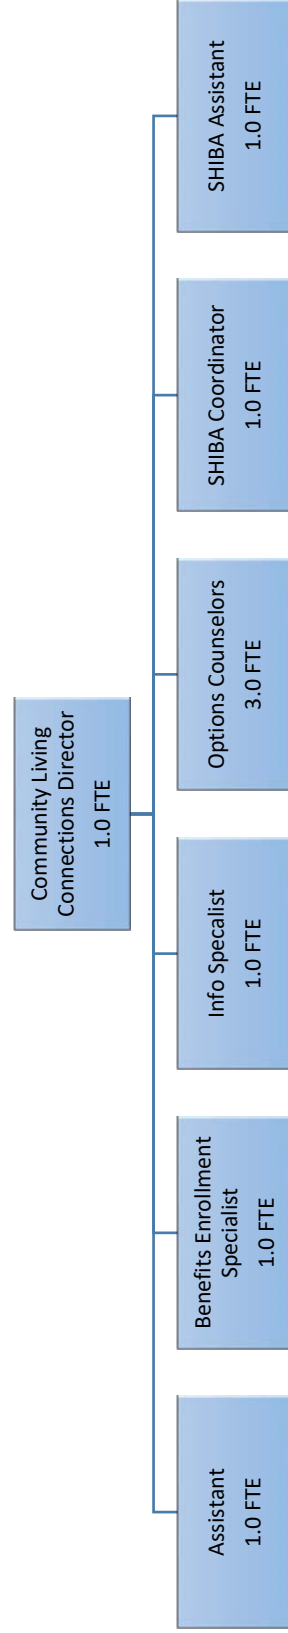 Community Living
Connections Director
1.0 FTE
Assistant
1.0 FTE
Benefits Enrollment
Specialist
1.0 FTE
Info Specalist
1.0 FTE
Options Counselors
3.0 FTE
SHIBA Coordinator
1.0 FTE
SHIBA Assistant
1.0 FTE